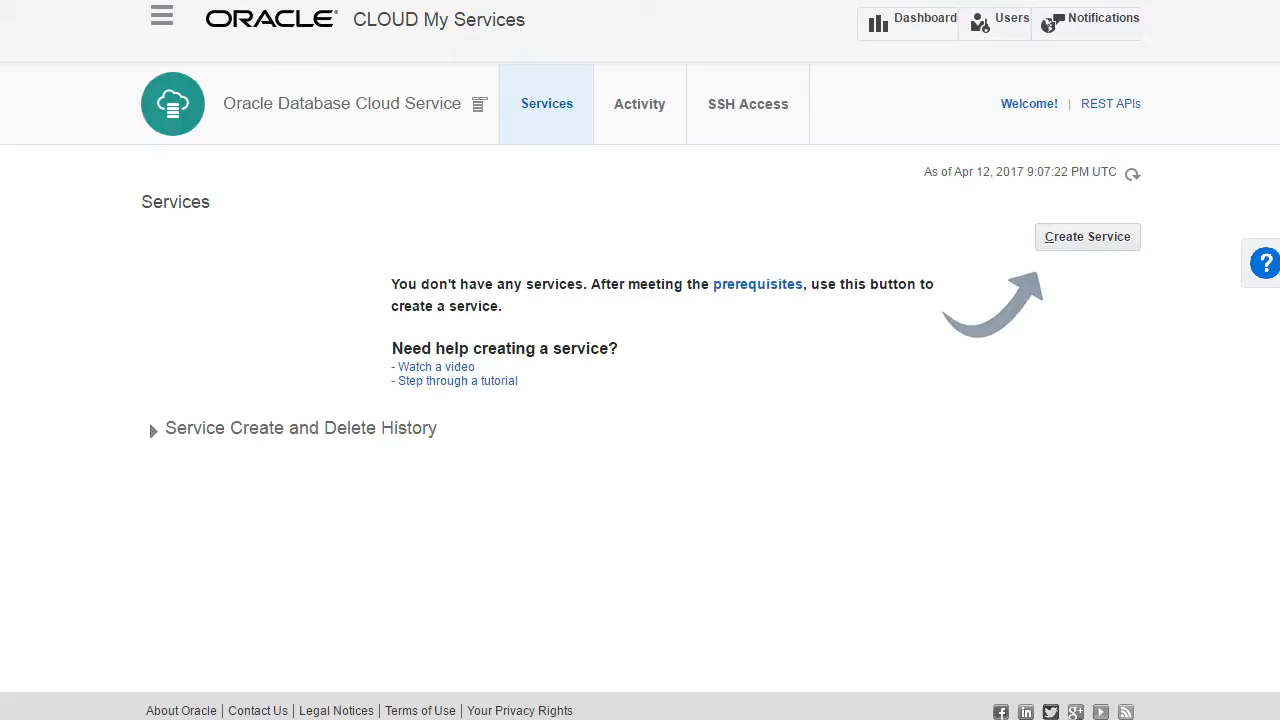 ORACLE CLOUD My Services
Dashboard
Users
Notifications
Oracle Database Cloud Service
Services
Activity
SSH Access
Welcome! | REST APIs
As of Apr 12, 2017 9:07:22 PM UTC
Services
Create Service
You don't have any services. After meeting the prerequisites, use this button to
create a service.
Need help creating a service?
- Watch a video
- Step through a tutorial
Service Create and Delete History
About Oracle | Contact Us | Legal Notices | Terms of Use | Your Privacy Rights